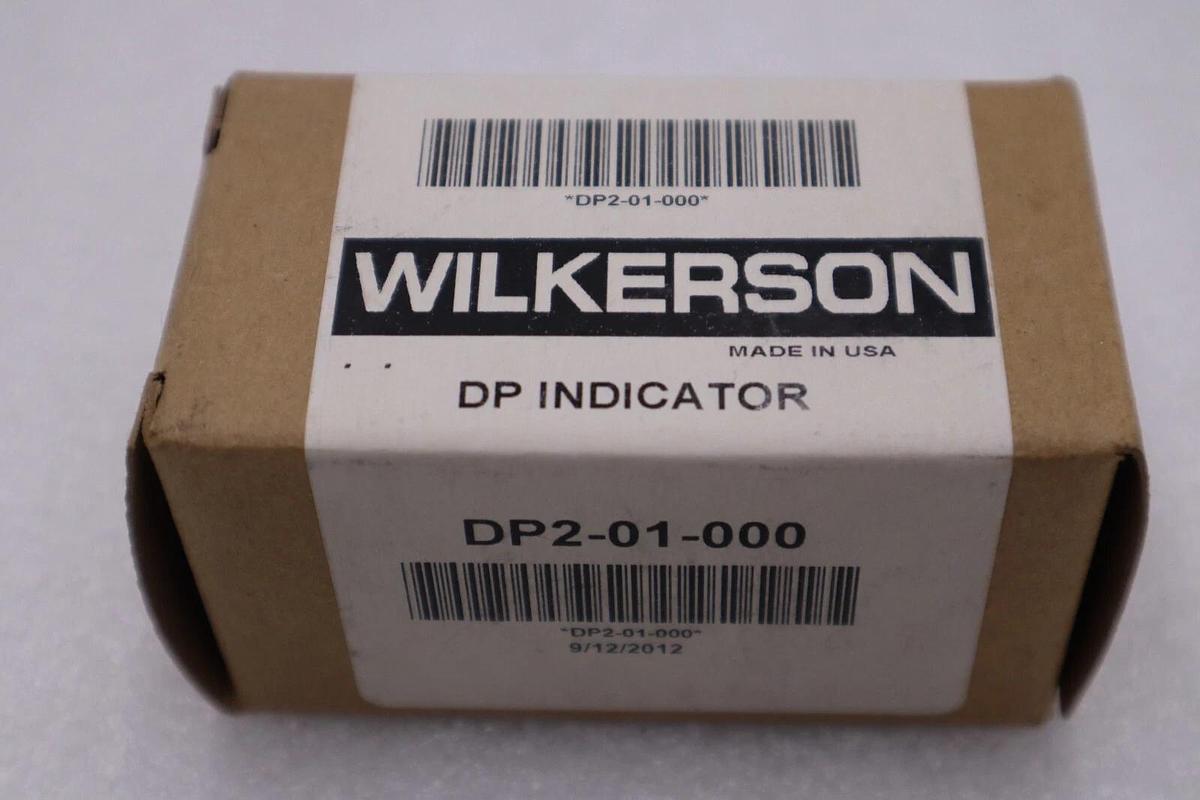 *DP2-01-000*
WILKERSON
MADE IN USA
DP INDICATOR
DP2-01-000
*DP2-01-000*
9/12/2012